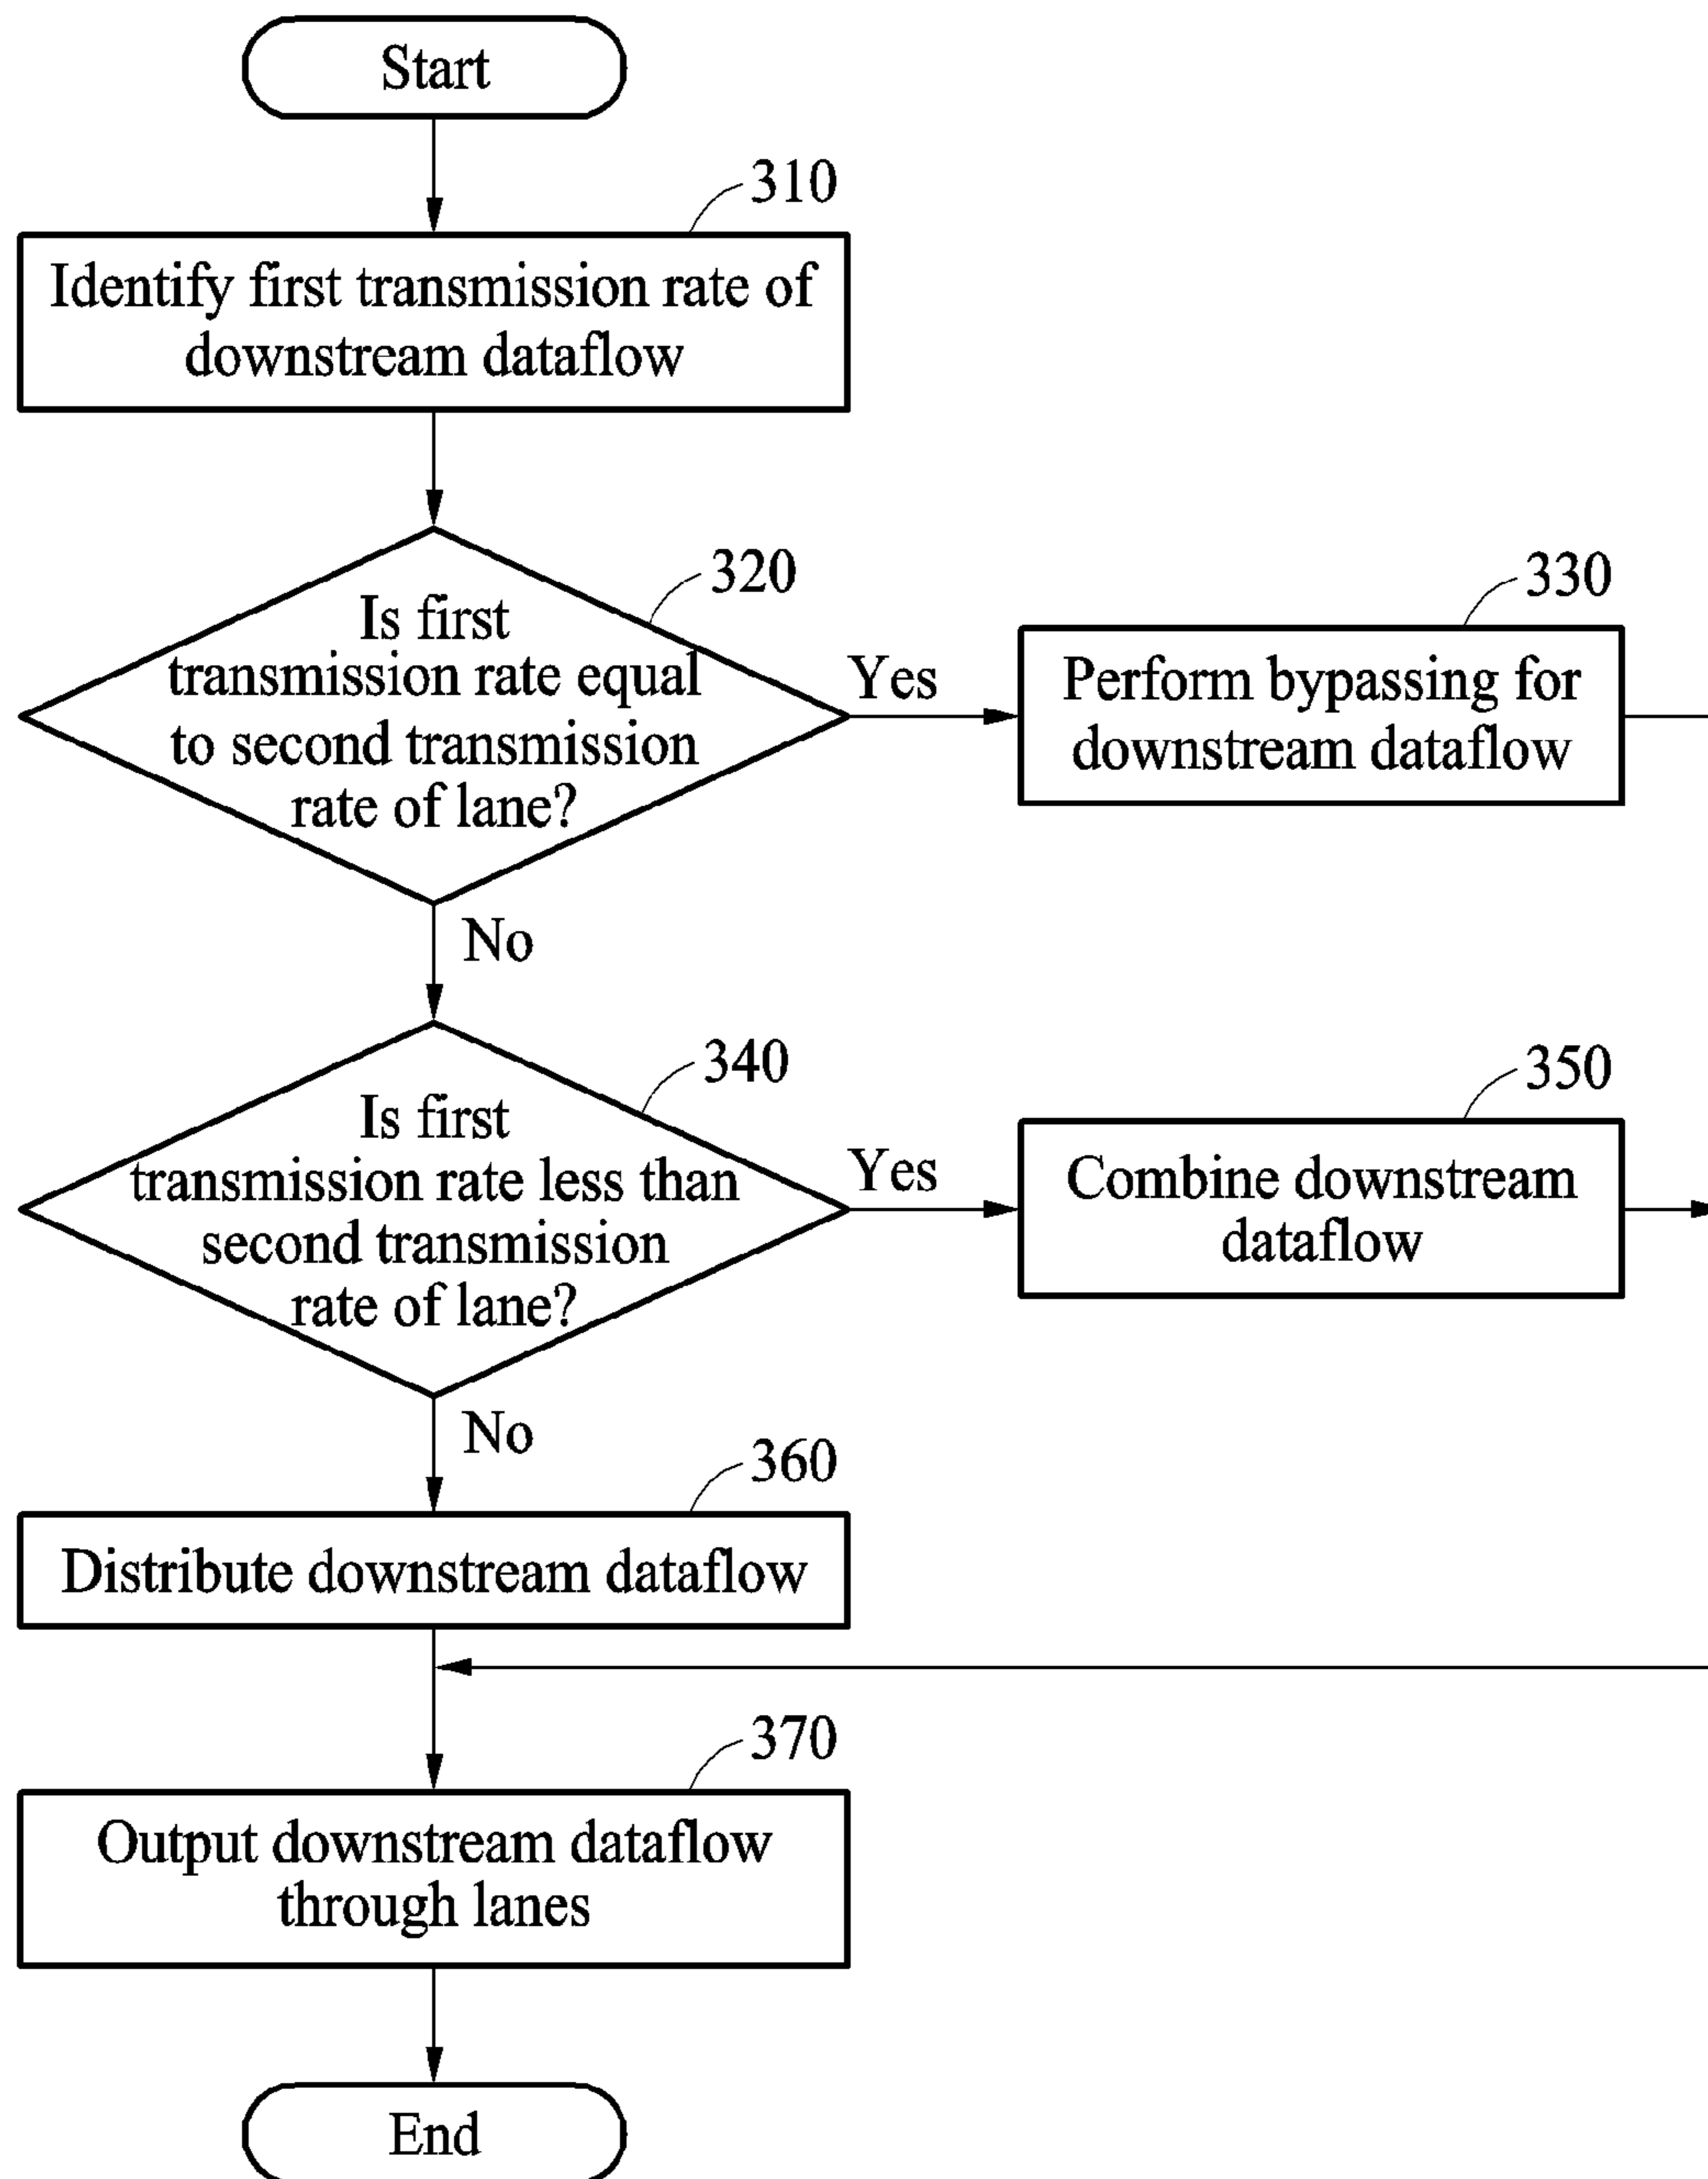 Start
310
Identify first transmission rate of
downstream dataflow
320
Is first
transmission rate equal
to second transmission
rate of lane?
Yes
330
Perform bypassing for
downstream dataflow
No
340
Is first
transmission rate less than
second transmission
rate of lane?
Yes
350
Combine downstream
dataflow
No
360
Distribute downstream dataflow
370
Output downstream dataflow
through lanes
End